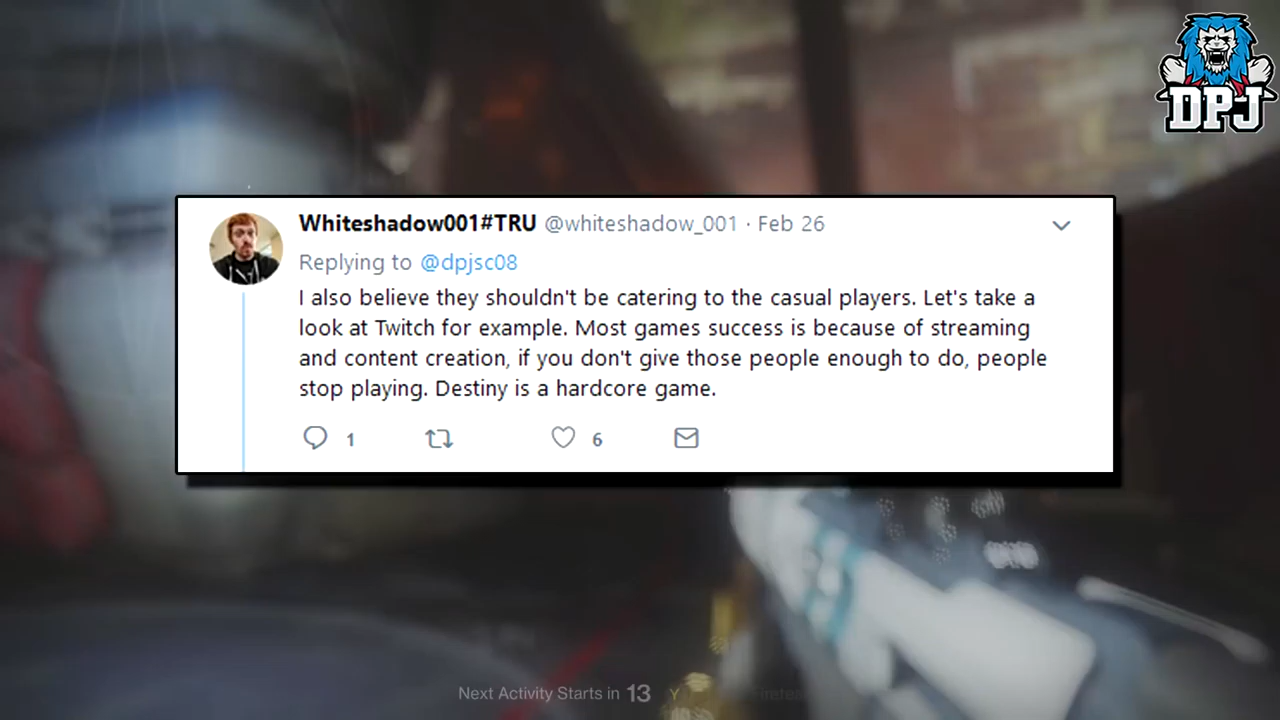 DPJ
Whiteshadow001#TRU @whiteshadow_001 · Feb 26
Replying to @dpjsc08
I also believe they shouldn't be catering to the casual players. Let's take a
look at Twitch for example. Most games success is because of streaming
and content creation, if you don't give those people enough to do, people
stop playing. Destiny is a hardcore game.
1 6
Next Activity Starts in 13 Y